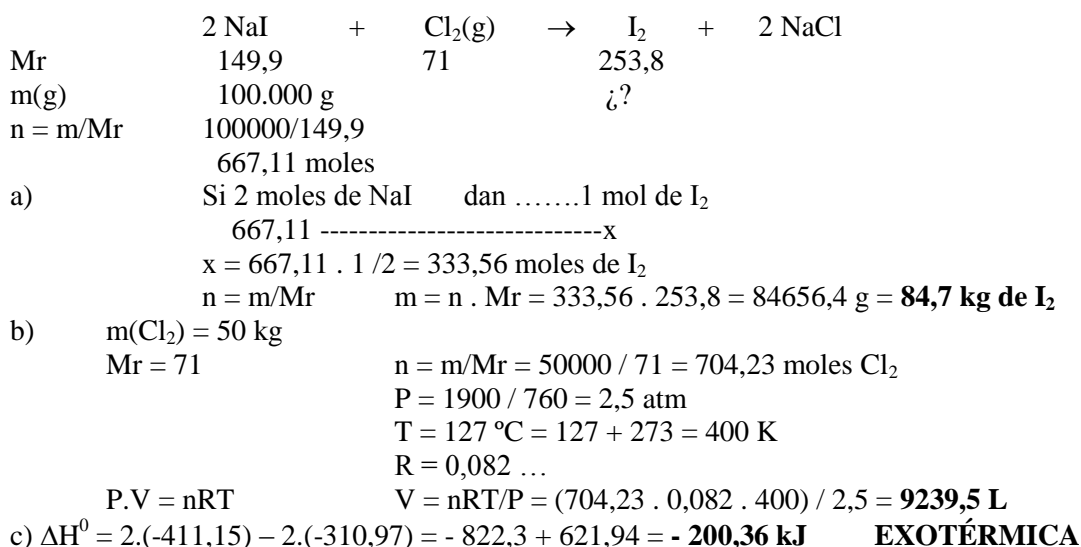 2 NaI + Cl₂(g) → I₂ + 2 NaCl
Mr 149,9 71 253,8
m(g) 100.000 g ¿?
n = m/Mr 100000/149,9
667,11 moles
a) Si 2 moles de NaI dan …….1 mol de I₂
667,11 -----------------------------x
x = 667,11 . 1 /2 = 333,56 moles de I₂
n = m/Mr m = n . Mr = 333,56 . 253,8 = 84656,4 g = 84,7 kg de I₂
b) m(Cl₂) = 50 kg
Mr = 71 n = m/Mr = 50000 / 71 = 704,23 moles Cl₂
P = 1900 / 760 = 2,5 atm
T = 127 ºC = 127 + 273 = 400 K
R = 0,082 …
P.V = nRT V = nRT/P = (704,23 . 0,082 . 400) / 2,5 = 9239,5 L
c) ΔH⁰ = 2.(-411,15) – 2.(-310,97) = - 822,3 + 621,94 = - 200,36 kJ EXOTÉRMICA